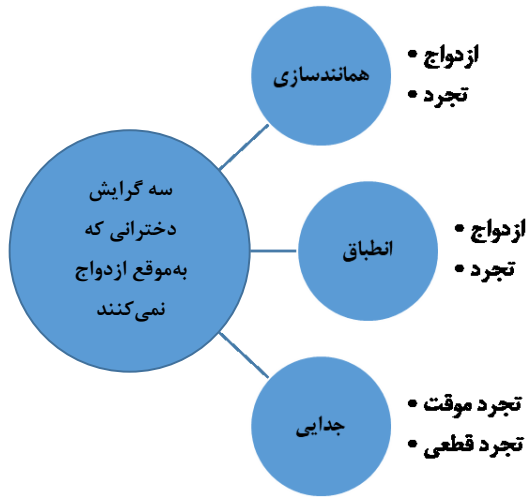 سه گرایش
دخترانی که
به‌موقع ازدواج
نمی‌کنند
همانندسازی
• ازدواج
• تجرد
انطباق
• ازدواج
• تجرد
جدایی
• تجرد موقت
• تجرد قطعی